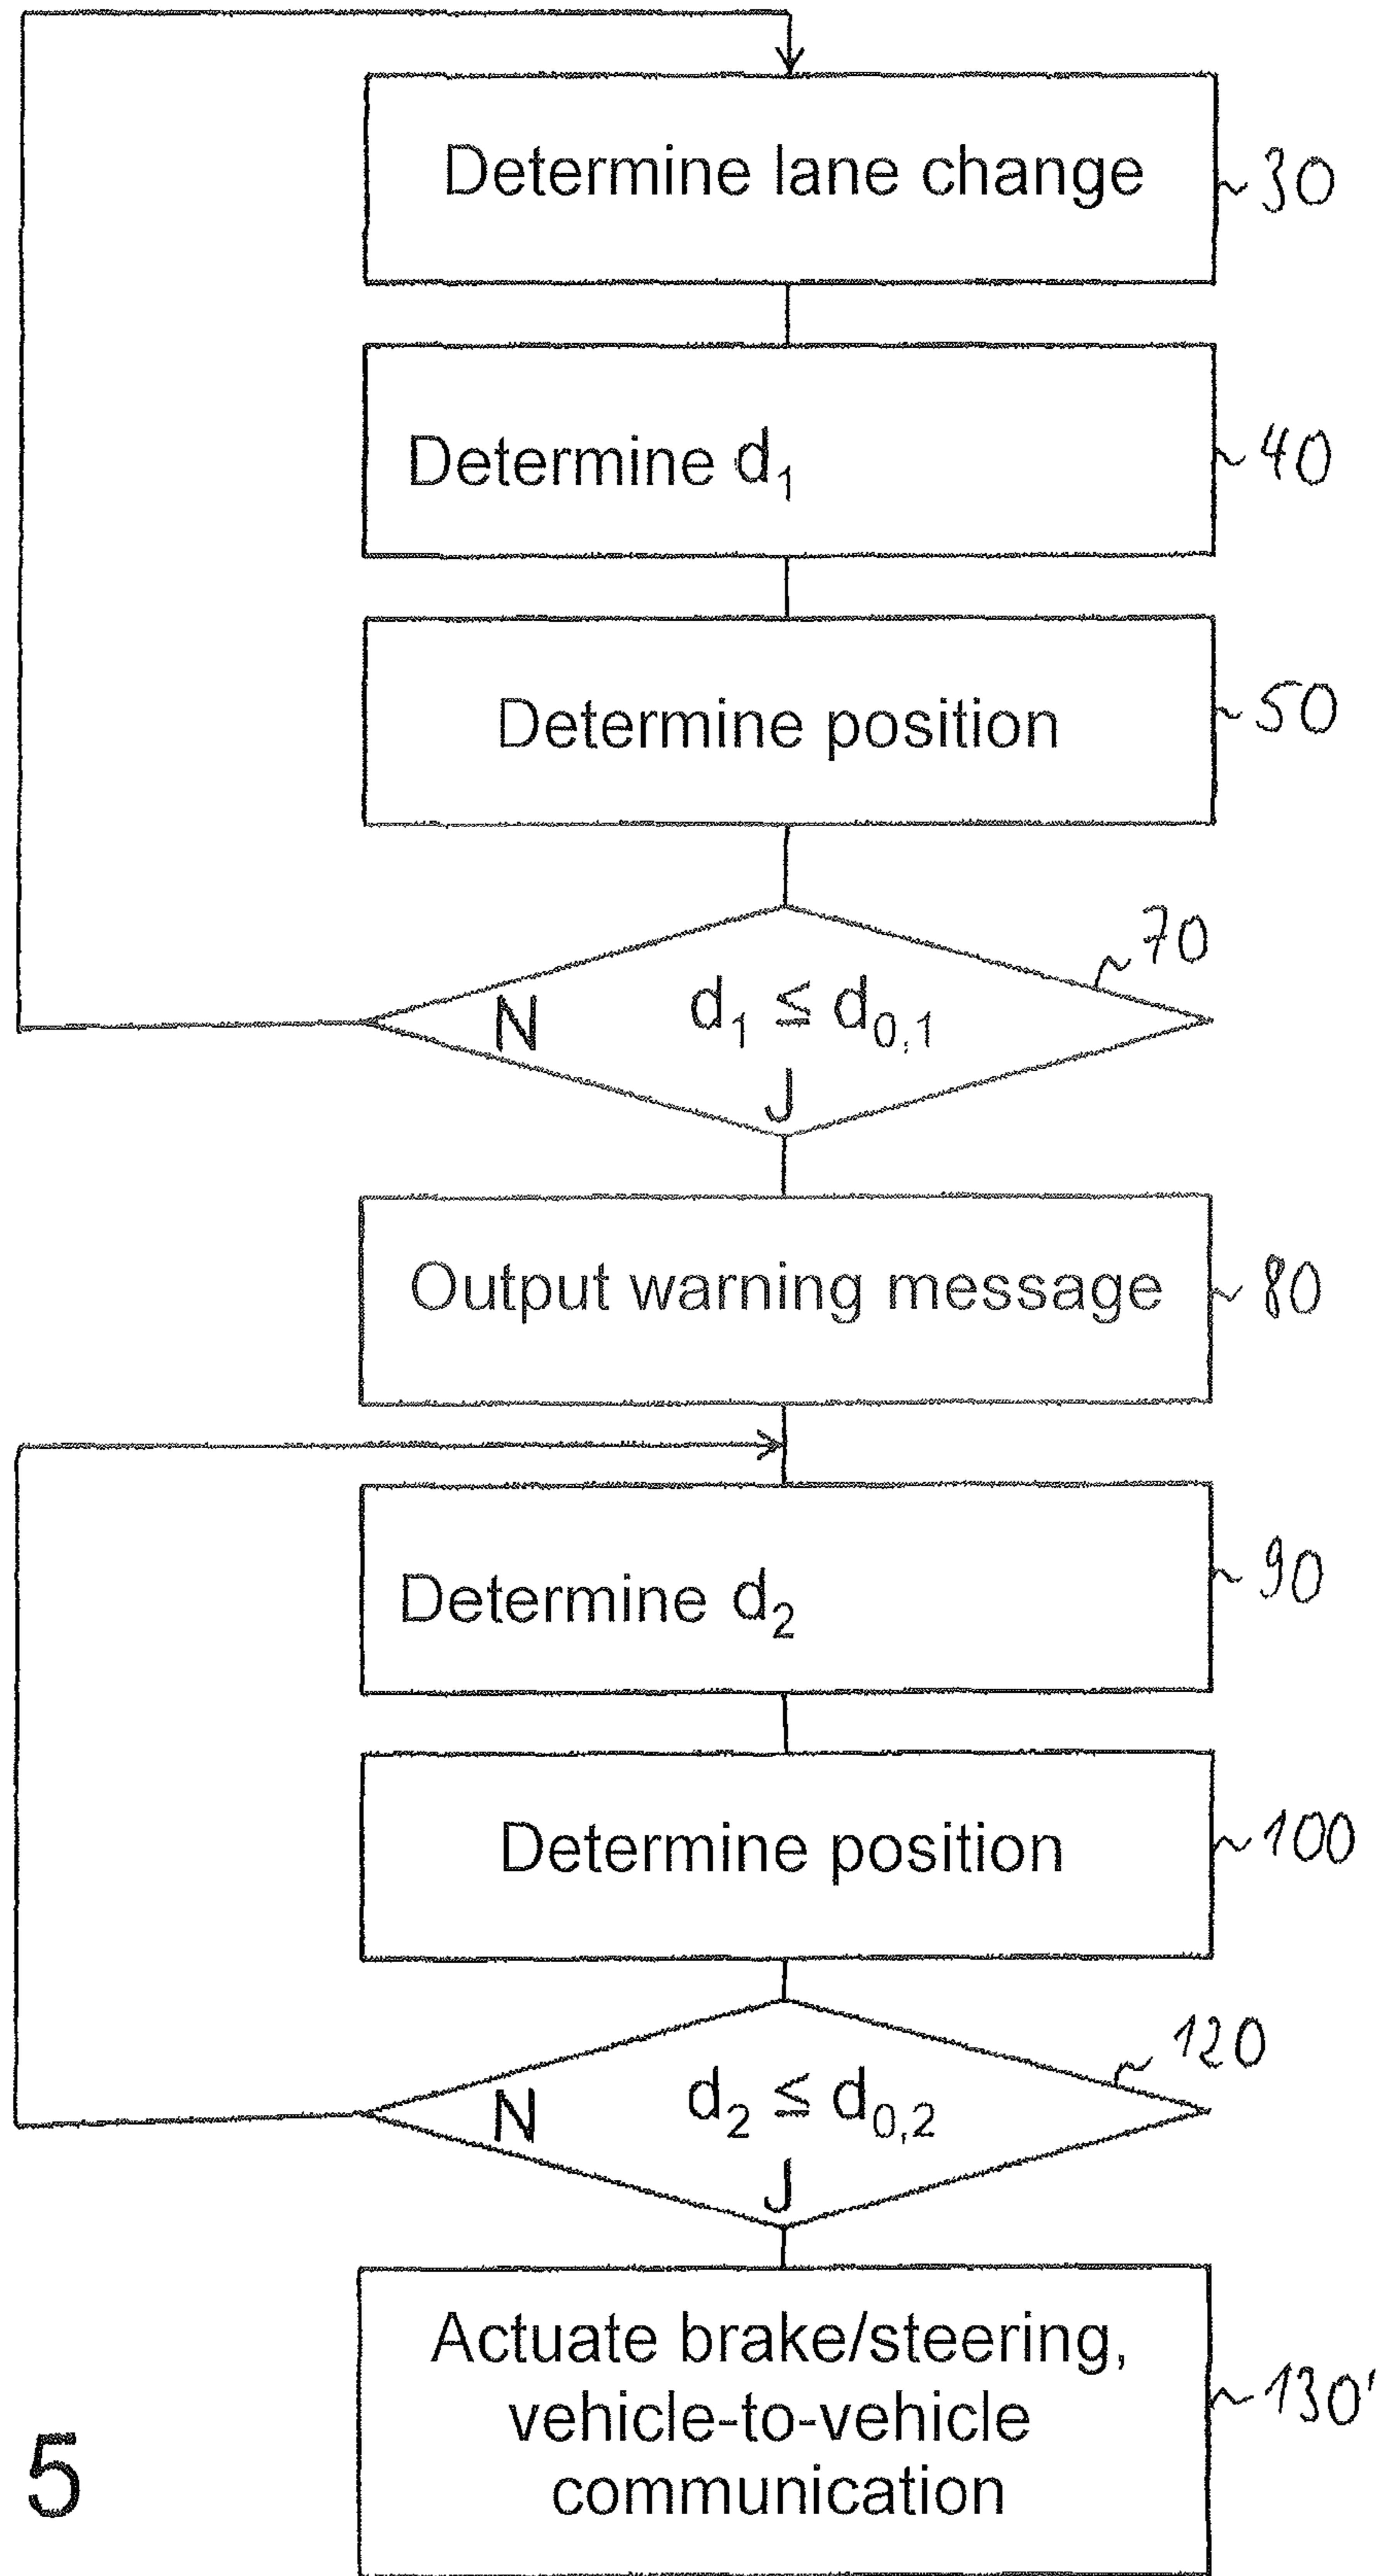 Determine lane change
30
Determine d₁
40
Determine position
50
70
N d₁ ≤ d₀,₁
J
Output warning message
80
Determine d₂
90
Determine position
100
120
N d₂ ≤ d₀,₂
J
Actuate brake/steering,
vehicle-to-vehicle
communication
130'
5